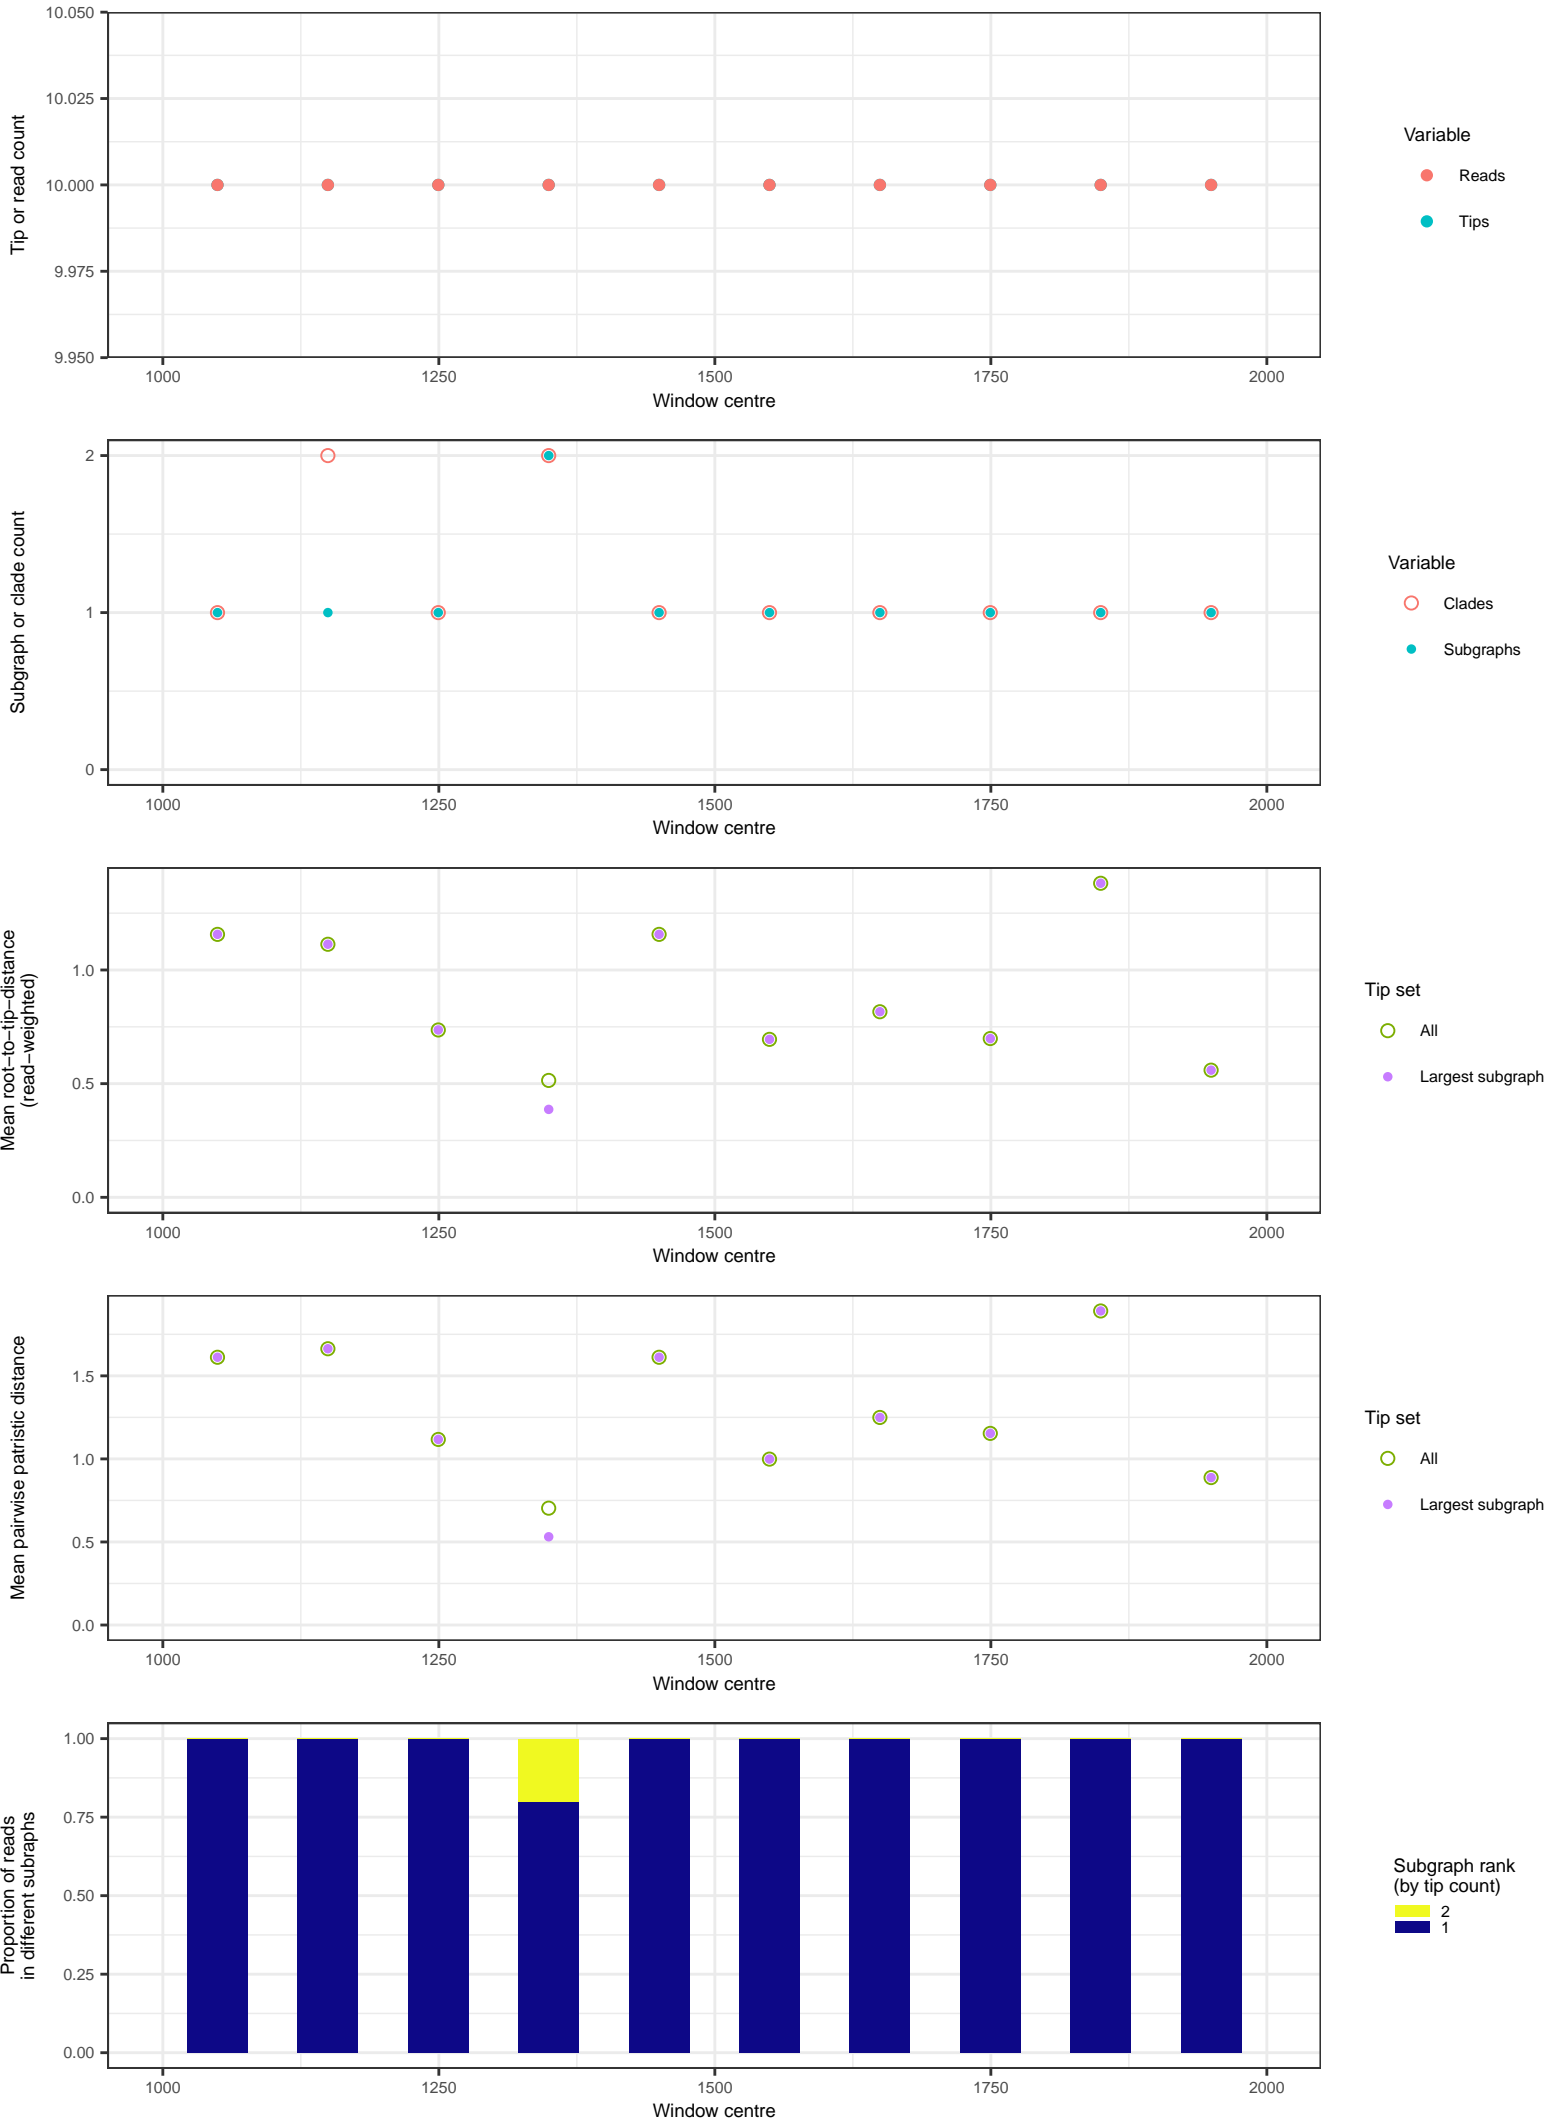 10.050
10.025
10.000
9.975
9.950
Tip or read count
1000 1250 1500 1750 2000
Window centre
Variable
Reads
Tips
2
1
0
Subgraph or clade count
1000 1250 1500 1750 2000
Window centre
Variable
Clades
Subgraphs
1.0
0.5
0.0
Mean root−to−tip−distance
(read−weighted)
1000 1250 1500 1750 2000
Window centre
Tip set
All
Largest subgraph
1.5
1.0
0.5
0.0
Mean pairwise patristic distance
1000 1250 1500 1750 2000
Window centre
Tip set
All
Largest subgraph
1.00
0.75
0.50
0.25
0.00
Proportion of reads
in different subraphs
1000 1250 1500 1750 2000
Window centre
Subgraph rank
(by tip count)
2
1